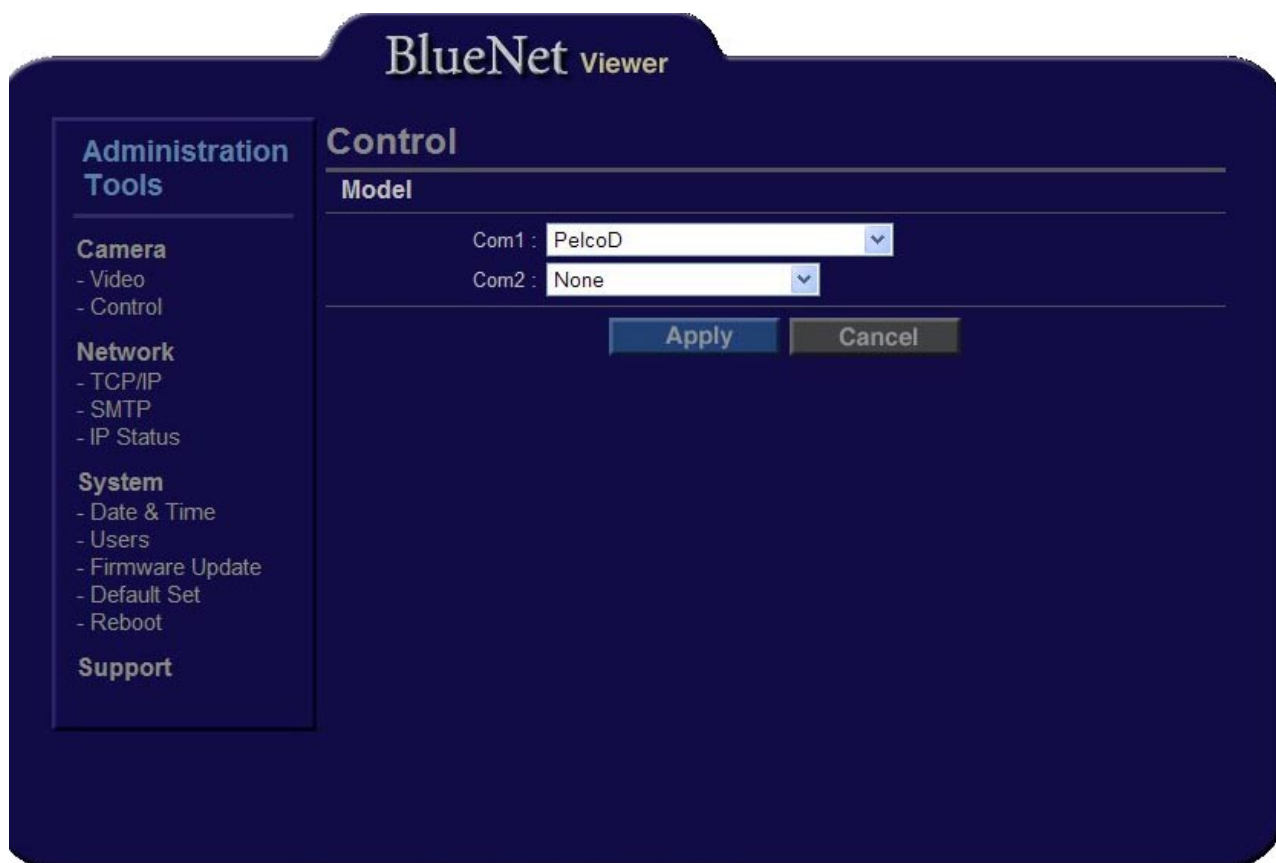 BlueNet Viewer
Administration
Tools
Camera
- Video
- Control
Network
- TCP/IP
- SMTP
- IP Status
System
- Date & Time
- Users
- Firmware Update
- Default Set
- Reboot
Support
Control
Model
Com1 : PelcoD
Com2 : None
Apply Cancel